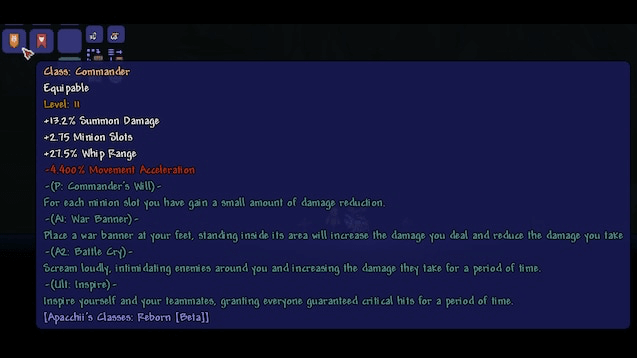 Class: Commander
Equipable
Level: 11
+13.2% Summon Damage
+2.75 Minion Slots
+27.5% Whip Range
-4.400% Movement Acceleration
-(P: Commander's Will)-
For each minion slot you have gain a small amount of damage reduction.
-(A1: War Banner)-
Place a war banner at your feet, standing inside its area will increase the damage you deal and reduce the damage you take
-(A2: Battle Cry)-
Scream loudly, intimidating enemies around you and increasing the damage they take for a period of time.
-(Ult: Inspire)-
Inspire yourself and your teammates, granting everyone guaranteed critical hits for a period of time.
[Apacchii's Classes: Reborn [Beta]]